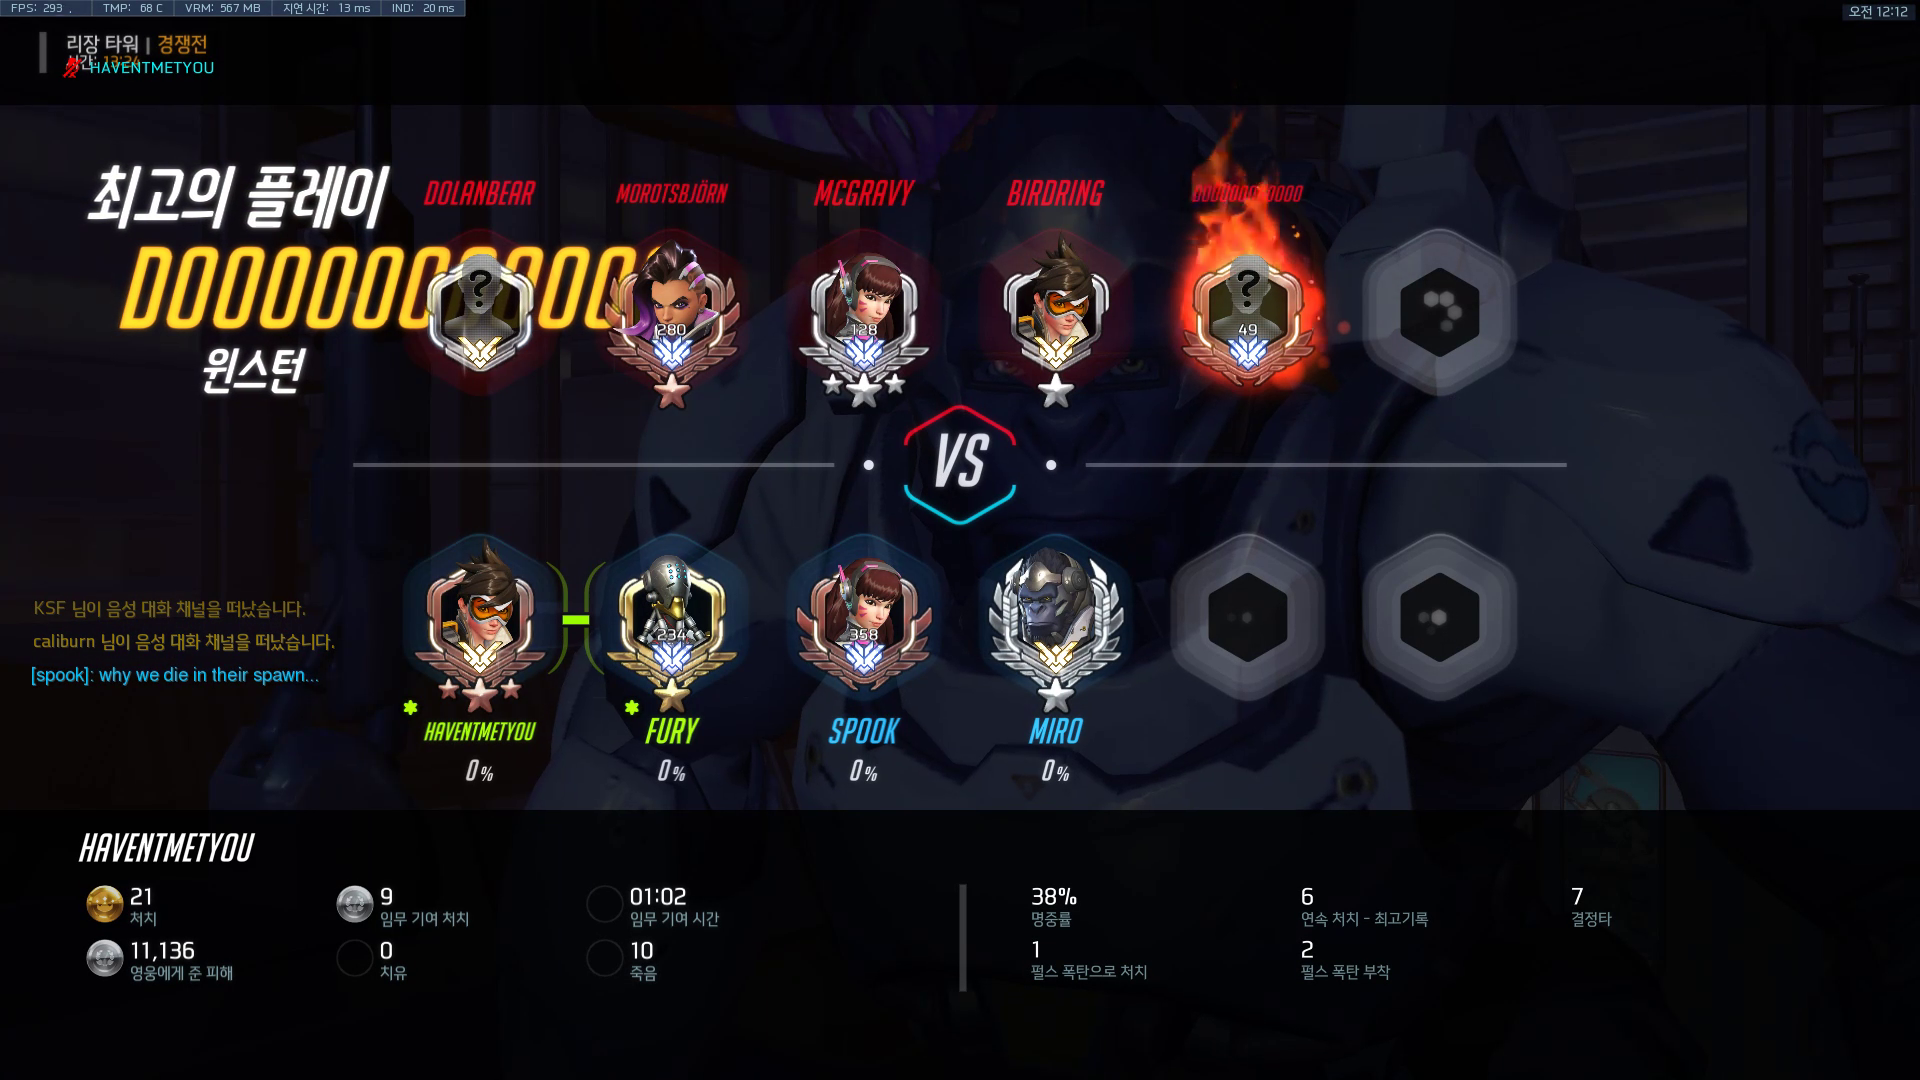 FPS: 293 , TMP: 68 C VRM: 567 MB 지연 시간: 13 ms IND: 20 ms
오전 12:12
리장 타워 | 경쟁전
HAVENTMETYOU
최고의 플레이
윈스턴
DOLANBEAR
MOROTSBJÖRN
MCGRAVY
BIRDRING
?
280
128
?
49
VS
KSF 님이 음성 대화 채널을 떠났습니다.
caliburn 님이 음성 대화 채널을 떠났습니다.
[spook]: why we die in their spawn...
234
358
HAVENTMETYOU
FURY
SPOOK
MIRO
0%
0%
0%
0%
HAVENTMETYOU
21
처치
9
임무 기여 처치
01:02
임무 기여 시간
11,136
영웅에게 준 피해
0
치유
10
죽음
38%
명중률
6
연속 처치 - 최고기록
7
결정타
1
펄스 폭탄으로 처치
2
펄스 폭탄 부착